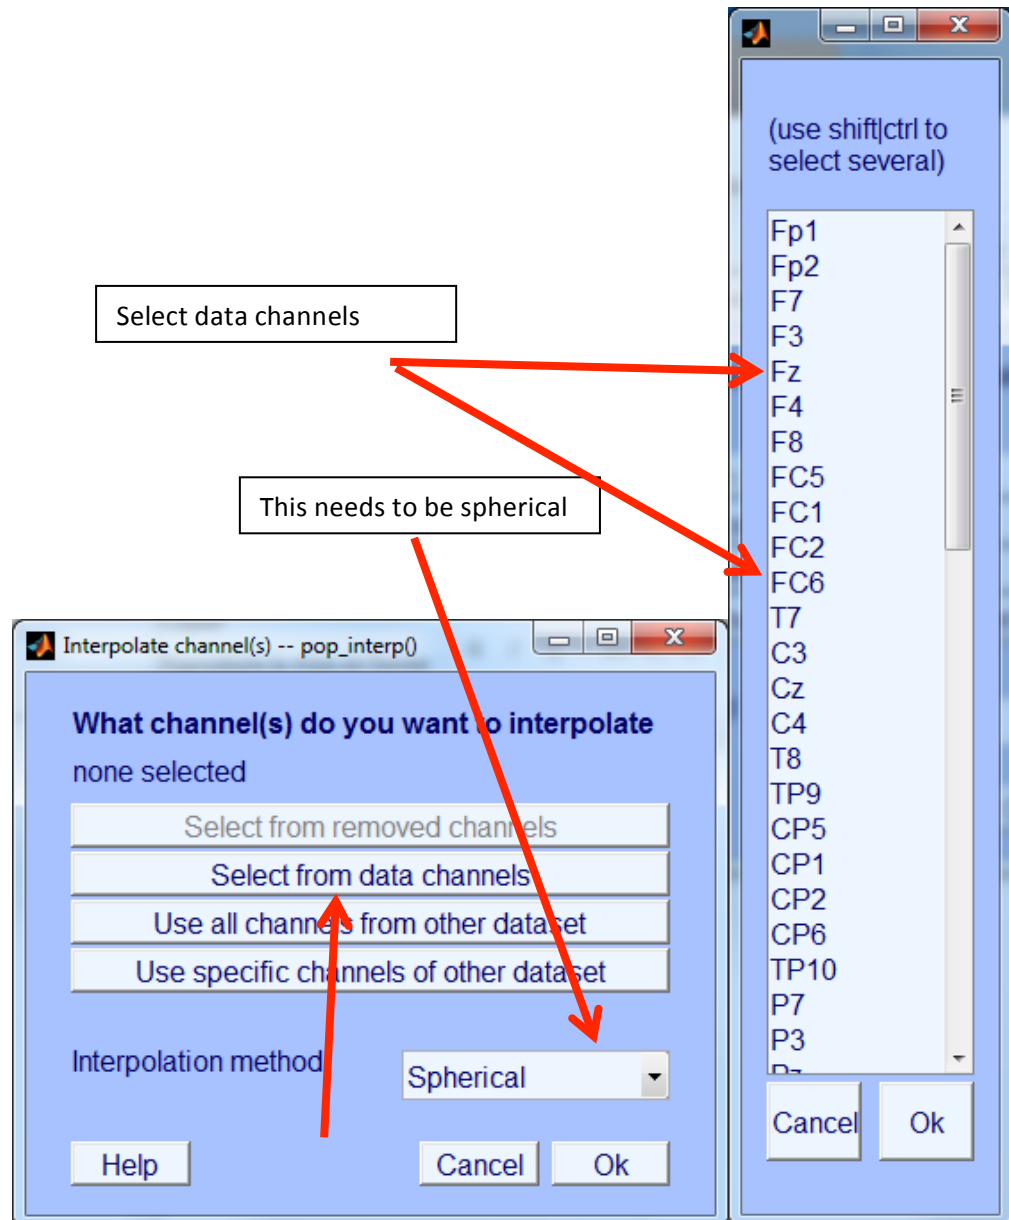 (use shift|ctrl to
select several)
Fp1
Fp2
F7
F3
Fz
F4
F8
FC5
FC1
FC2
FC6
T7
C3
Cz
C4
T8
TP9
CP5
CP1
CP2
CP6
TP10
P7
P3
Pz
Cancel
Ok
Select data channels
This needs to be spherical
Interpolate channel(s) -- pop_interp()
What channel(s) do you want to interpolate
none selected
Select from removed channels
Select from data channels
Use all channels from other dataset
Use specific channels of other dataset
Interpolation method
Spherical
Help
Cancel
Ok